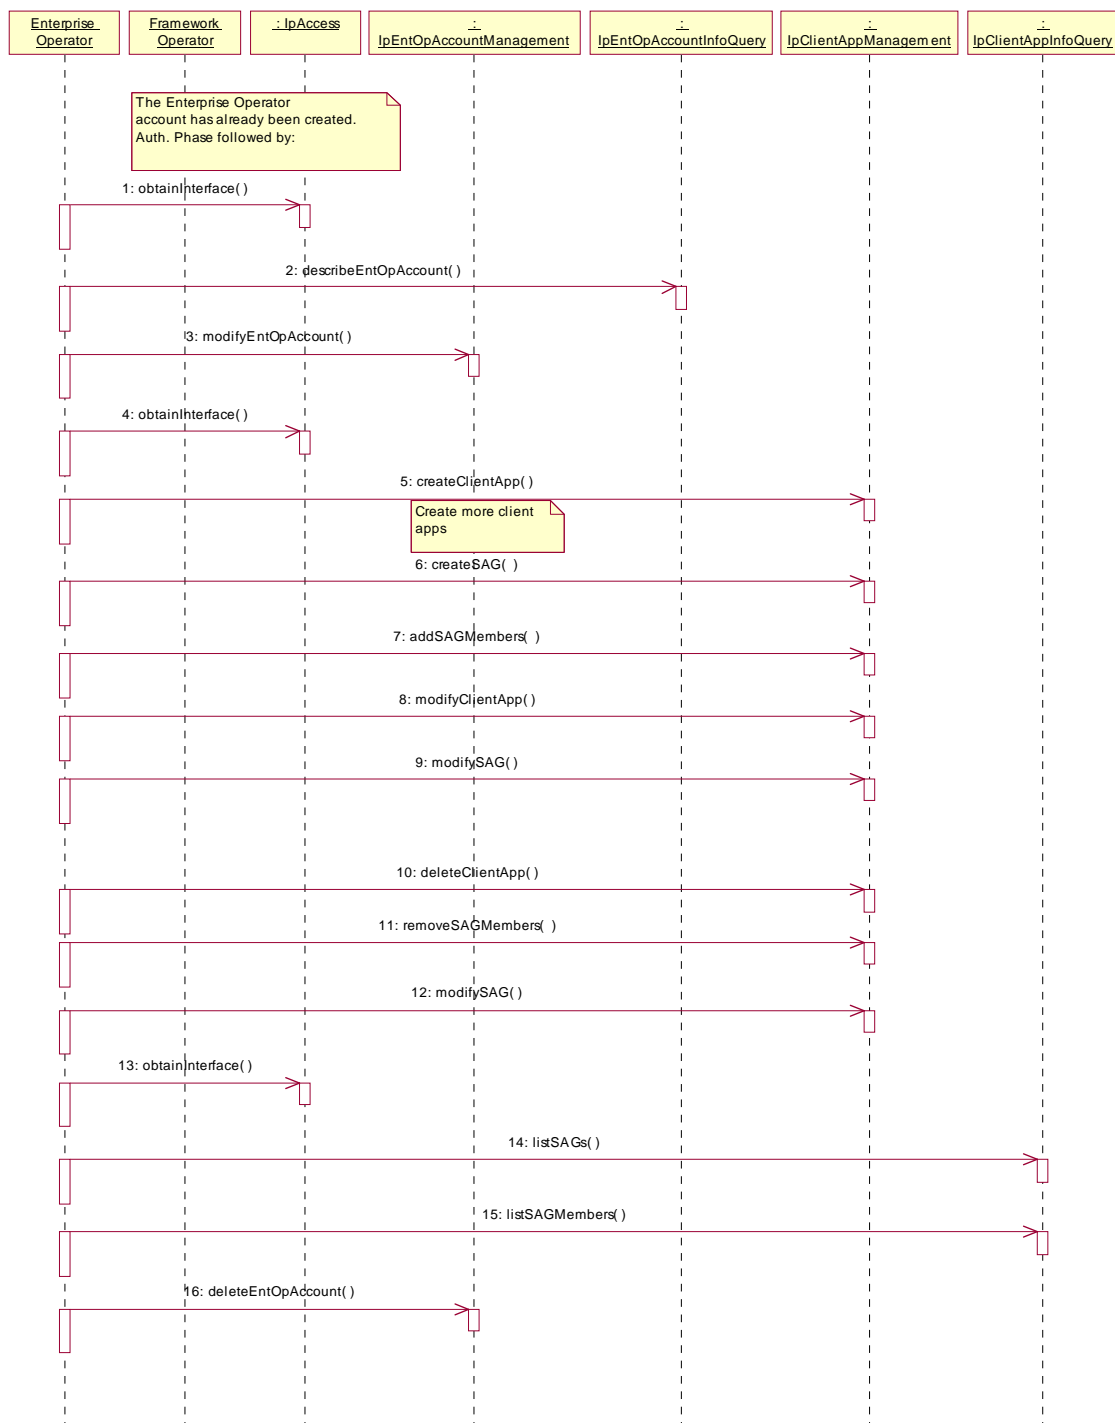 Enterprise
Operator
Framework
Operator
: IpAccess
:
IpEntOpAccountManagement
:
IpEntOpAccountInfoQuery
:
IpClientAppManagement
:
IpClientAppInfoQuery
The Enterprise Operator
account has already been created.
Auth. Phase followed by:
1: obtainInterface( )
2: describeEntOpAccount( )
3: modifyEntOpAccount( )
4: obtainInterface( )
5: createClientApp( )
Create more client
apps
6: createSAG( )
7: addSAGMembers( )
8: modifyClientApp( )
9: modifySAG( )
10: deleteClientApp( )
11: removeSAGMembers( )
12: modifySAG( )
13: obtainInterface( )
14: listSAGs( )
15: listSAGMembers( )
16: deleteEntOpAccount( )